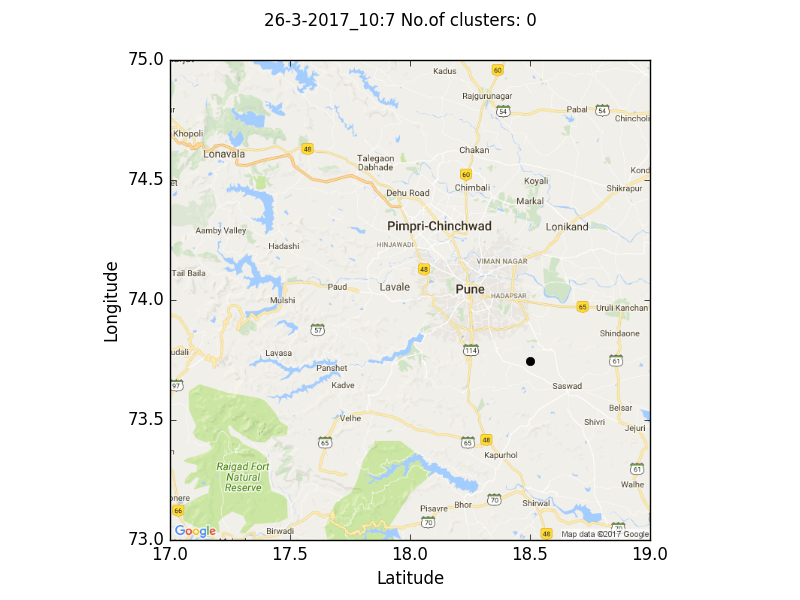 26-3-2017_10:7 No.of clusters: 0
75.0
74.5
74.0
73.5
73.0
Longitude
17.0
17.5
18.0
18.5
19.0
Latitude
Kadus
60
Rajgurunagar
54
Pabal
54
Chincholi
Khopoli
48
Lonavala
Talegaon
Dabhade
Chakan
60
Chimbali
Koyali
Kond
Shikrapur
Dehu Road
Markal
Aamby Valley
Pimpri-Chinchwad
Lonikand
Hadashi
HINJAWADI
VIMAN NAGAR
Tail Baila
48
Paud
Lavale
Pune
HADAPSAR
Mulshi
65
Uruli Kanchan
57
Shindaone
udali
Lavasa
114
61
Panshet
97
Kadve
Saswad
Velhe
Belsar
Shivri
Jejuri
65
65
48
Kapurhol
Raigad Fort
Natural
Reserve
61
Walhe
onere
70
Bhor
Shirwal
66
Pisavre
70
Birwadi
48
Google
Map data ©2017 Google